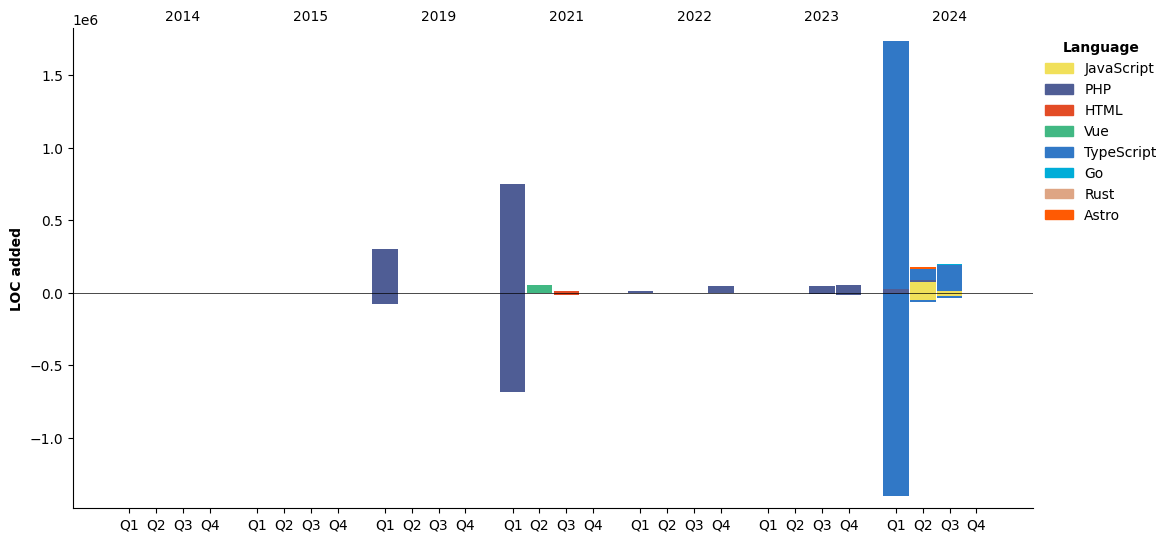 1e6
2014 2015 2019 2021 2022 2023 2024
Language
JavaScript
PHP
HTML
Vue
TypeScript
Go
Rust
Astro
1.5
1.0
0.5
0.0
−0.5
−1.0
LOC added
Q1 Q2 Q3 Q4 Q1 Q2 Q3 Q4 Q1 Q2 Q3 Q4 Q1 Q2 Q3 Q4 Q1 Q2 Q3 Q4 Q1 Q2 Q3 Q4 Q1 Q2 Q3 Q4